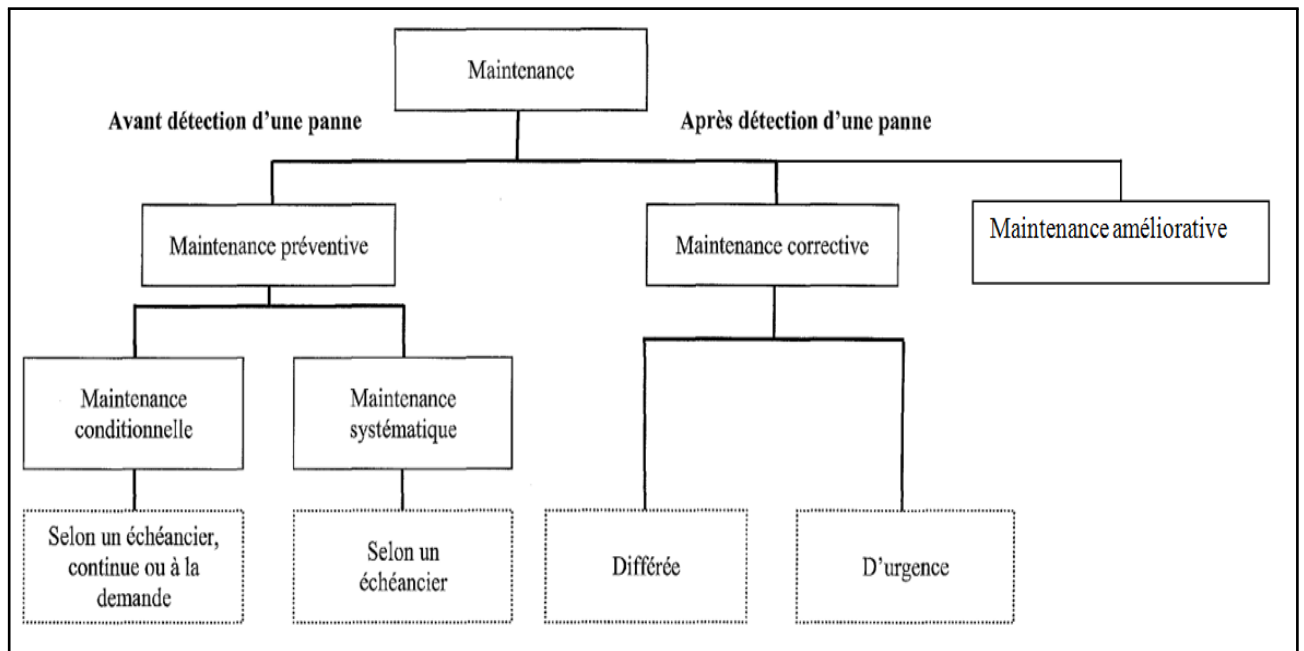 Maintenance
Avant détection d'une panne
Après détection d'une panne
Maintenance préventive
Maintenance corrective
Maintenance améliorative
Maintenance
conditionnelle
Maintenance
systématique
Selon un échéancier,
continue ou à la
demande
Selon un
échéancier
Différée
D'urgence